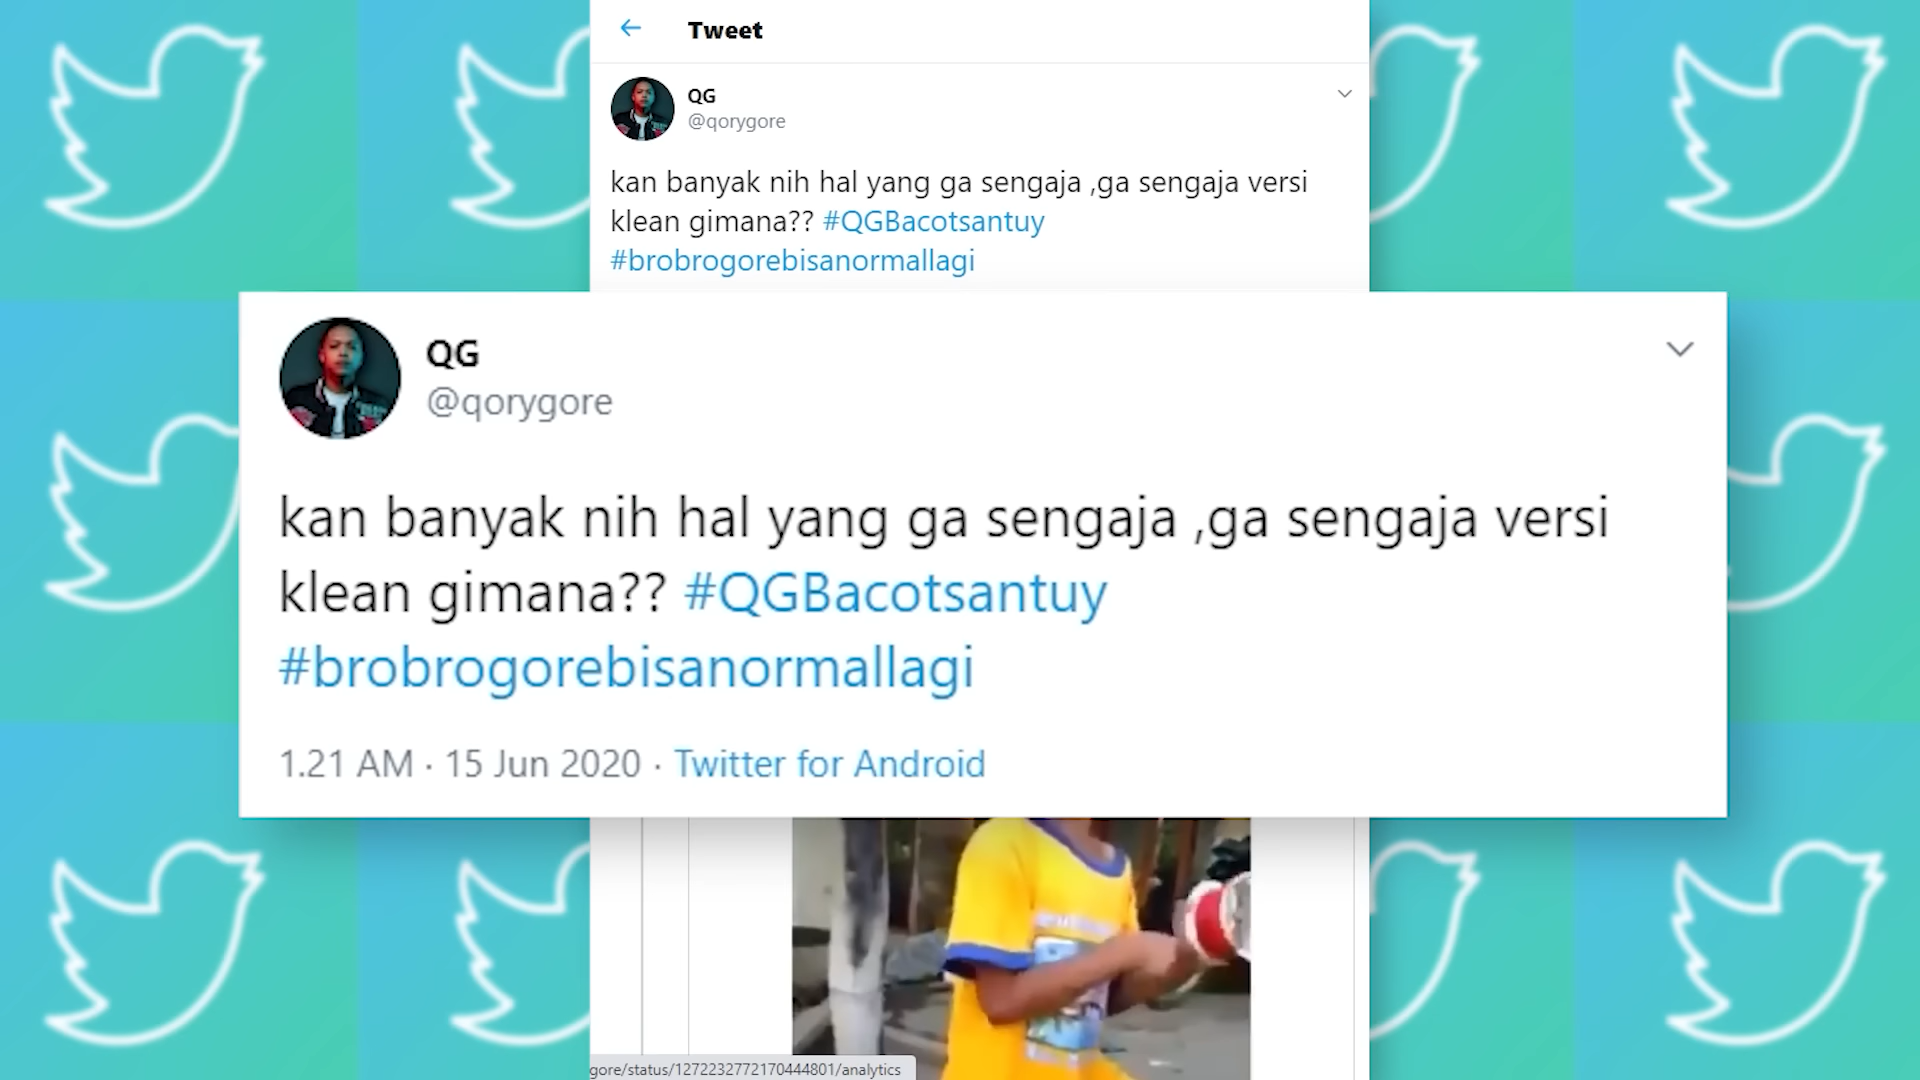 Tweet
QG
@qorygore
kan banyak nih hal yang ga sengaja ,ga sengaja versi
klean gimana?? #QGBacotsantuy
#brobrogorebisanormallagi
QG
@qorygore
kan banyak nih hal yang ga sengaja ,ga sengaja versi
klean gimana?? #QGBacotsantuy
#brobrogorebisanormallagi
1.21 AM · 15 Jun 2020 · Twitter for Android
gore/status/1272232772170444801/analytics